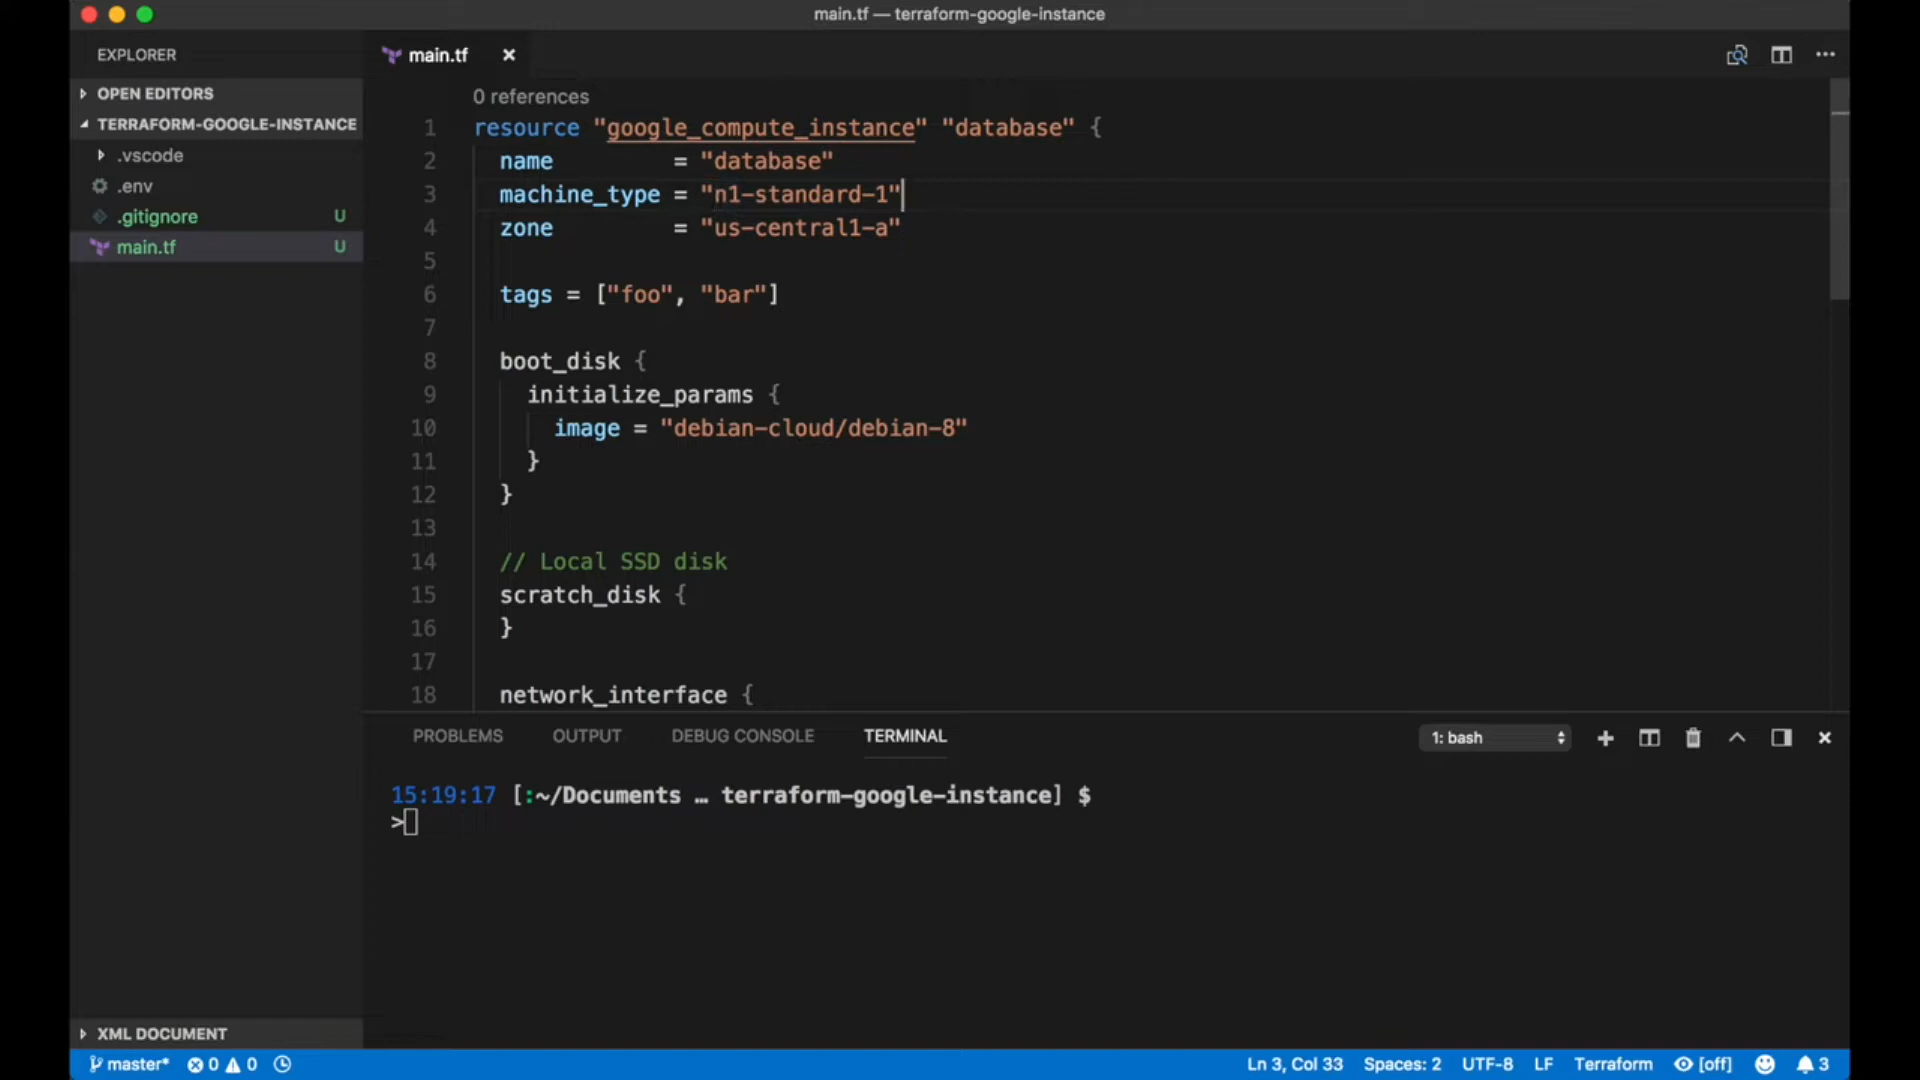 main.tf — terraform-google-instance
EXPLORER
OPEN EDITORS
TERRAFORM-GOOGLE-INSTANCE
.vscode
.env
.gitignore U
main.tf U
XML DOCUMENT
main.tf
0 references
1 resource "google_compute_instance" "database" {
2   name         = "database"
3   machine_type = "n1-standard-1"
4   zone         = "us-central1-a"
5
6   tags = ["foo", "bar"]
7
8   boot_disk {
9     initialize_params {
10       image = "debian-cloud/debian-8"
11     }
12   }
13
14   // Local SSD disk
15   scratch_disk {
16   }
17
18   network_interface {
PROBLEMS OUTPUT DEBUG CONSOLE TERMINAL 1: bash
15:19:17 [:~/Documents … terraform-google-instance] $
>
master* 0 0 Ln 3, Col 33 Spaces: 2 UTF-8 LF Terraform [off] 3